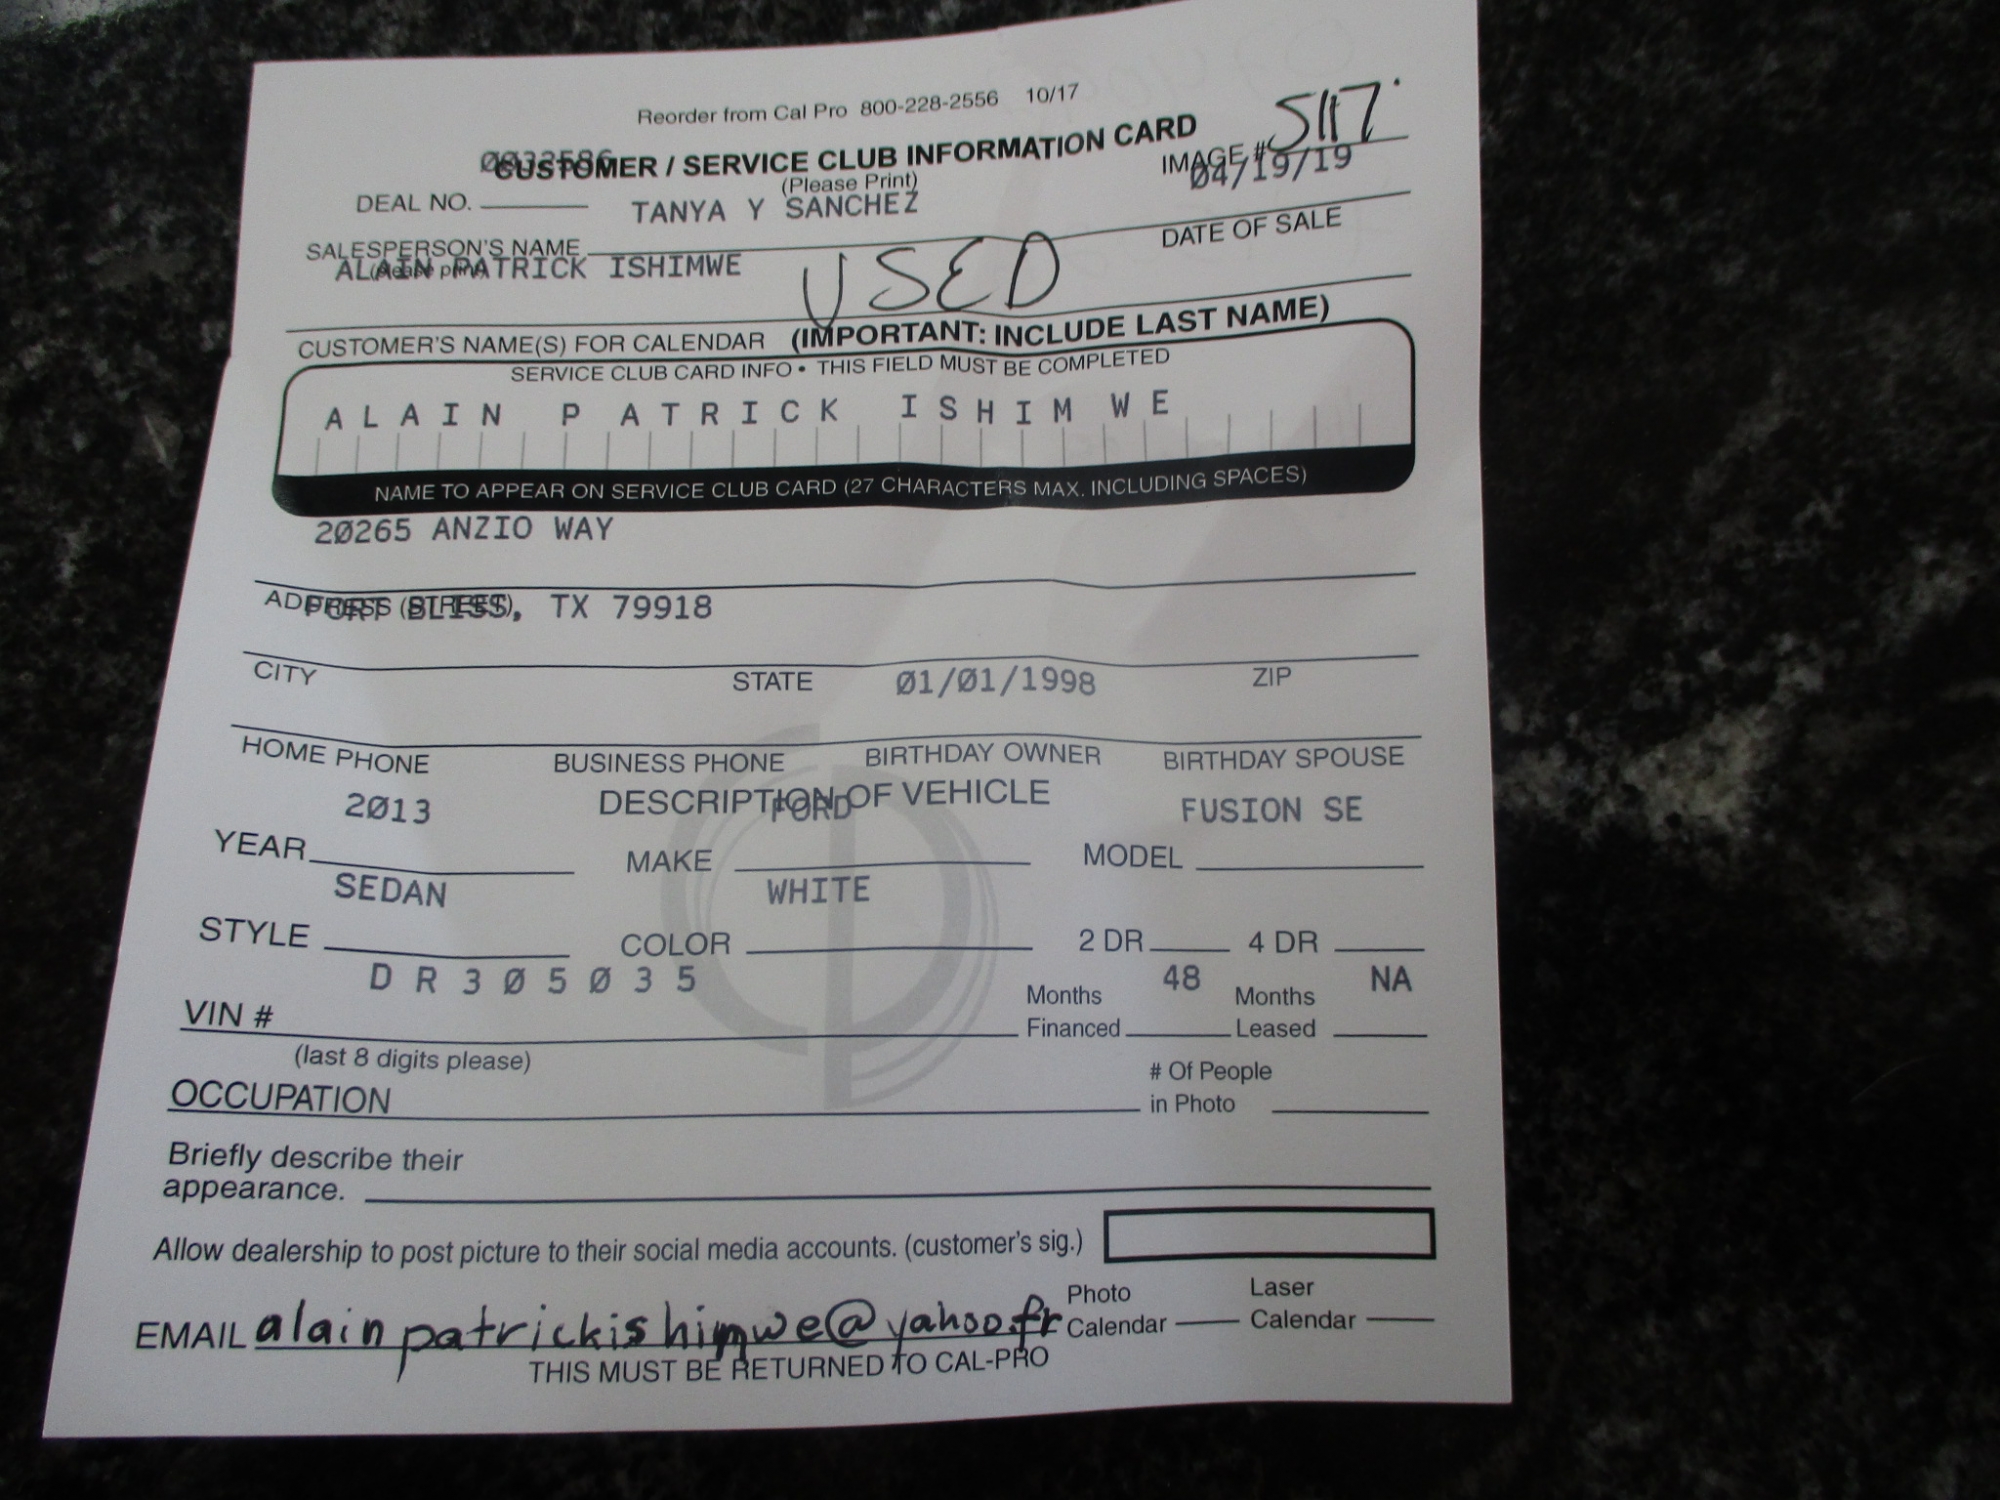 Reorder from Cal Pro 800-228-2556 10/17
5117
CUSTOMER / SERVICE CLUB INFORMATION CARD
0032586
(Please Print)
IMAGE #
04/19/19
DEAL NO.
TANYA Y SANCHEZ
SALESPERSON'S NAME
(please print)
DATE OF SALE
ALAIN PATRICK ISHIMWE
USED
CUSTOMER'S NAME(S) FOR CALENDAR (IMPORTANT: INCLUDE LAST NAME)
SERVICE CLUB CARD INFO • THIS FIELD MUST BE COMPLETED
ALAIN PATRICK ISHIMWE
NAME TO APPEAR ON SERVICE CLUB CARD (27 CHARACTERS MAX. INCLUDING SPACES)
20265 ANZIO WAY
ADDRESS (STREET)
FORT BLISS, TX 79918
CITY STATE ZIP
01/01/1998
HOME PHONE BUSINESS PHONE BIRTHDAY OWNER BIRTHDAY SPOUSE
DESCRIPTION OF VEHICLE
2013 FORD FUSION SE
YEAR MAKE MODEL
SEDAN WHITE
STYLE COLOR 2 DR 4 DR
DR305035 48 NA
VIN # Months Financed Months Leased
(last 8 digits please)
OCCUPATION # Of People in Photo
Briefly describe their
appearance.
Allow dealership to post picture to their social media accounts. (customer's sig.)
EMAIL alainpatrickishimwe@yahoo.fr Photo Calendar Laser Calendar
THIS MUST BE RETURNED TO CAL-PRO